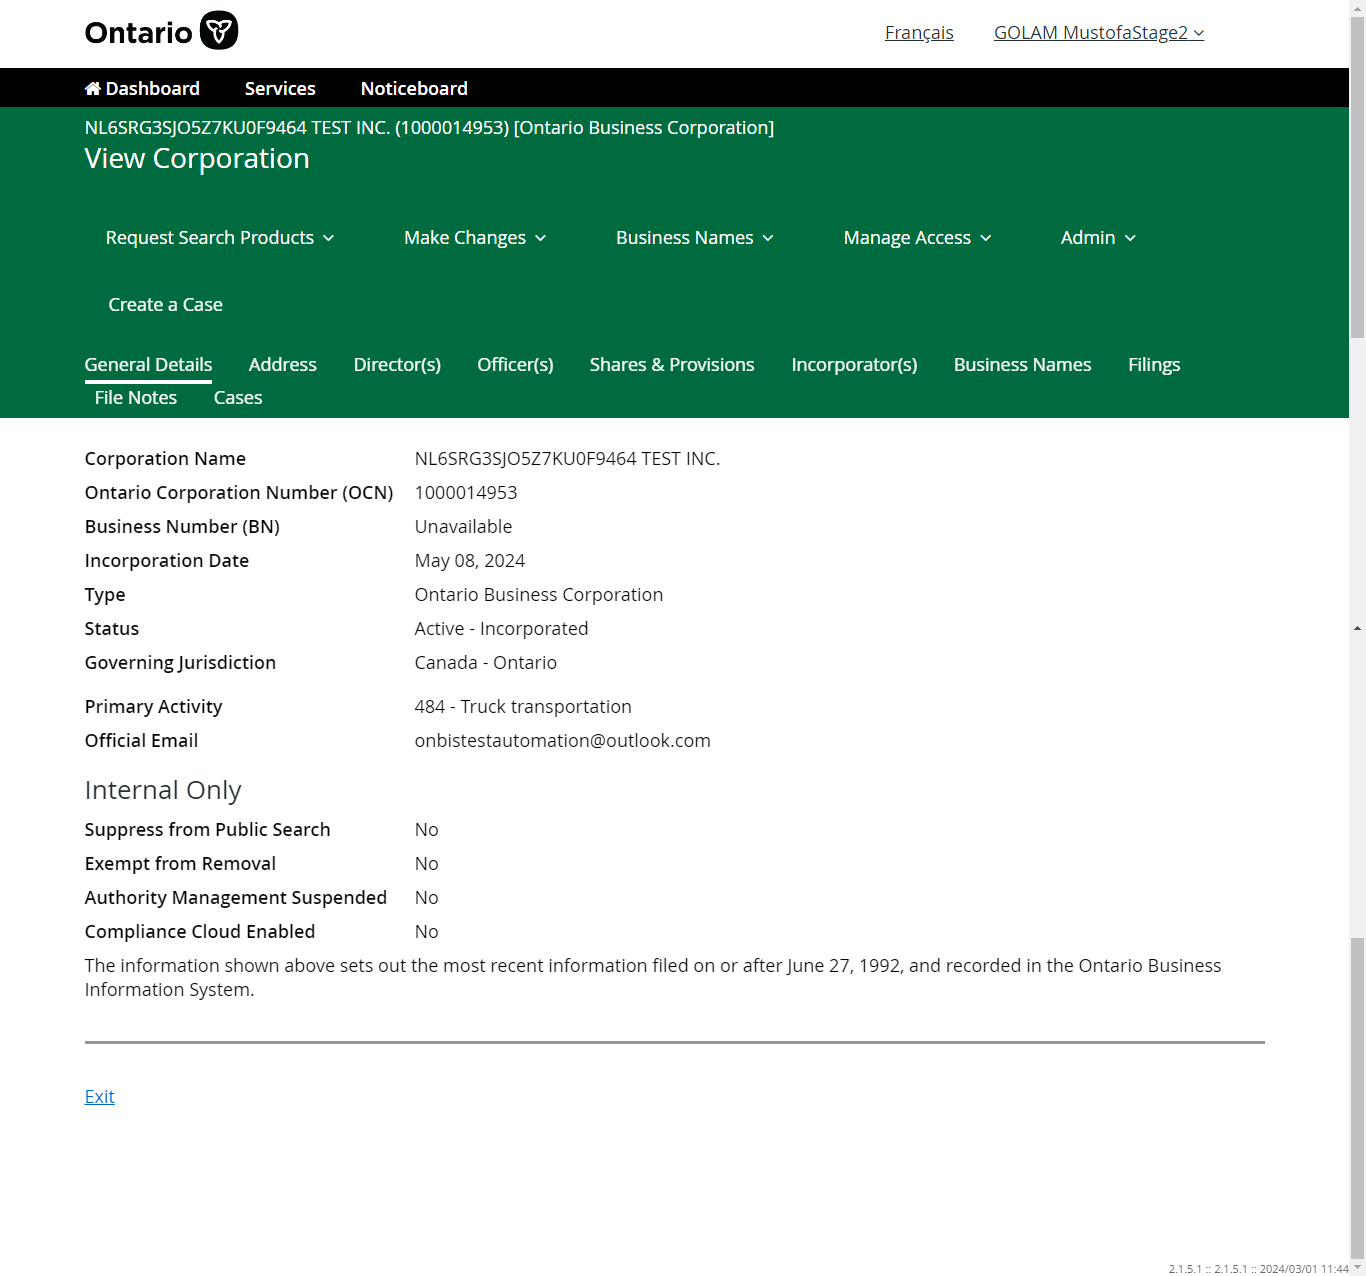 Ontario
Français GOLAM MustofaStage2
Dashboard Services Noticeboard
NL6SRG3SJO5Z7KU0F9464 TEST INC. (1000014953) [Ontario Business Corporation]
View Corporation
Request Search Products Make Changes Business Names Manage Access Admin
Create a Case
General Details Address Director(s) Officer(s) Shares & Provisions Incorporator(s) Business Names Filings
File Notes Cases
Corporation Name NL6SRG3SJO5Z7KU0F9464 TEST INC.
Ontario Corporation Number (OCN) 1000014953
Business Number (BN) Unavailable
Incorporation Date May 08, 2024
Type Ontario Business Corporation
Status Active - Incorporated
Governing Jurisdiction Canada - Ontario
Primary Activity 484 - Truck transportation
Official Email onbistestautomation@outlook.com
Internal Only
Suppress from Public Search No
Exempt from Removal No
Authority Management Suspended No
Compliance Cloud Enabled No
The information shown above sets out the most recent information filed on or after June 27, 1992, and recorded in the Ontario Business
Information System.
Exit
2.1.5.1 :: 2.1.5.1 :: 2024/03/01 11:44